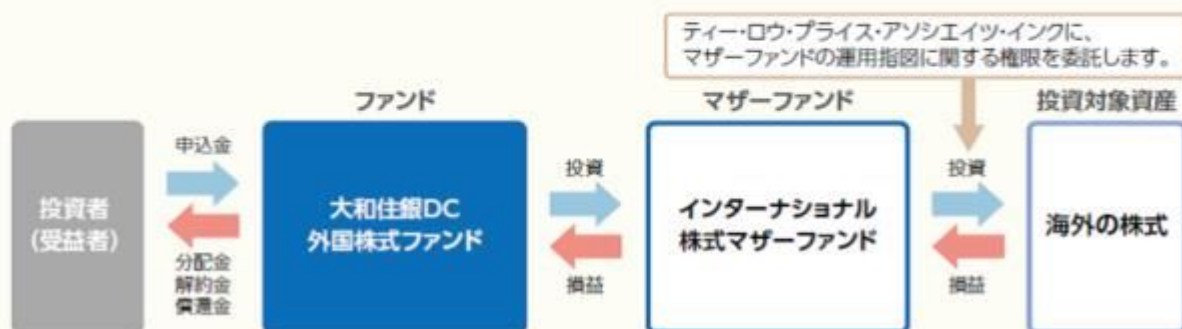 ティー・ロウ・プライス・アソシエイツ・インクに、
マザーファンドの運用指図に関する権限を委託します。
ファンド
マザーファンド
投資対象資産
投資者
(受益者)
申込金
分配金
解約金
償還金
大和住銀DC
外国株式ファンド
投資
損益
インターナショナル
株式マザーファンド
投資
損益
海外の株式